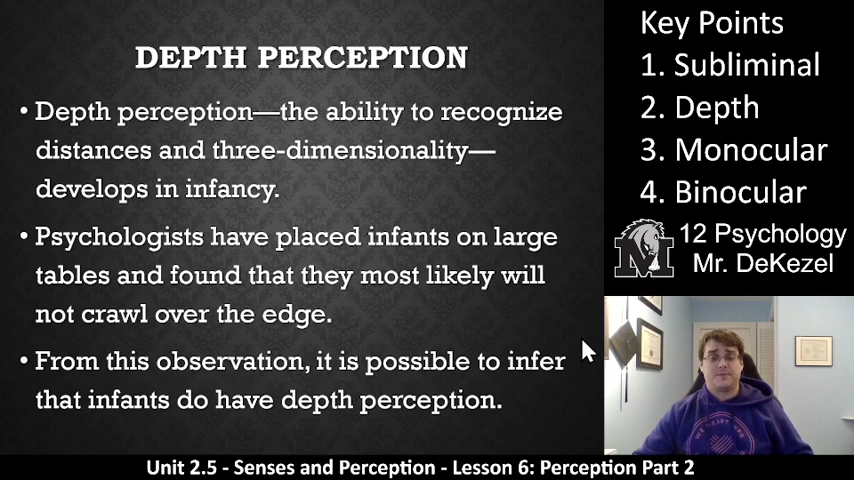 DEPTH PERCEPTION
• Depth perception—the ability to recognize
distances and three-dimensionality—
develops in infancy.
• Psychologists have placed infants on large
tables and found that they most likely will
not crawl over the edge.
• From this observation, it is possible to infer
that infants do have depth perception.
Key Points
1. Subliminal
2. Depth
3. Monocular
4. Binocular
M
12 Psychology
Mr. DeKezel
Unit 2.5 - Senses and Perception - Lesson 6: Perception Part 2